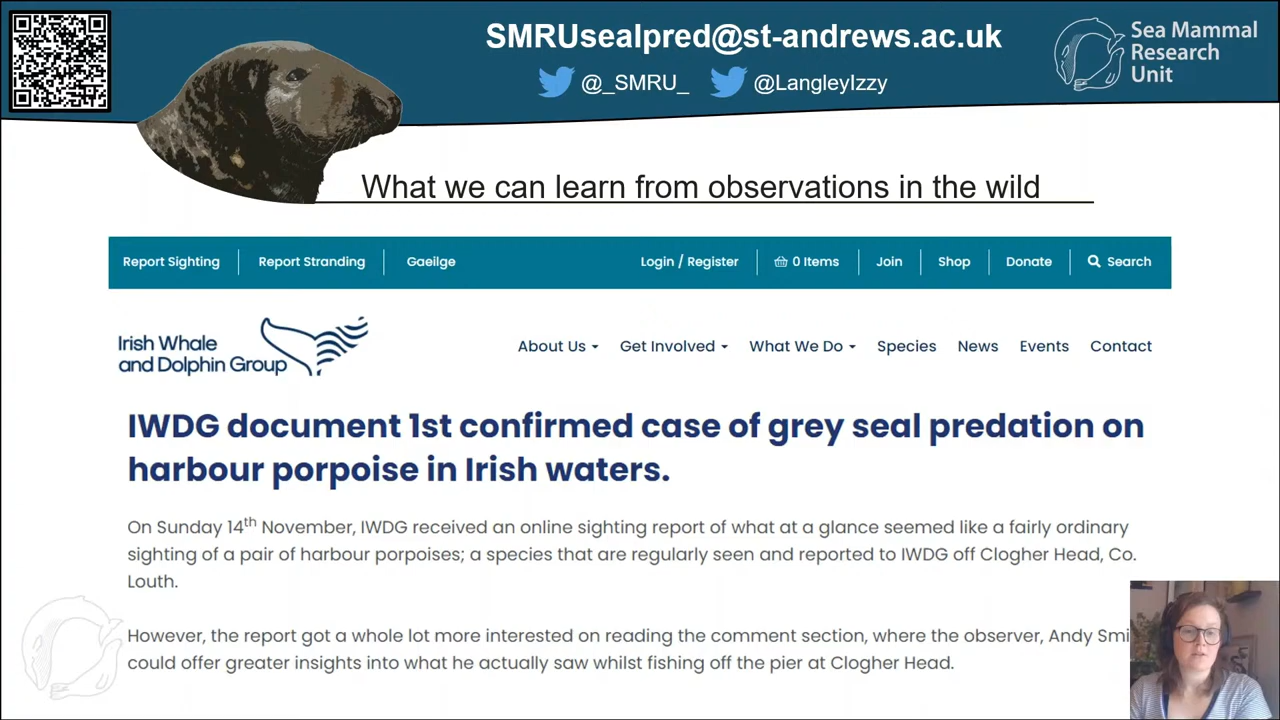 SMRUsealpred@st-andrews.ac.uk
@_SMRU_ @LangleyIzzy
Sea Mammal
Research
Unit
What we can learn from observations in the wild
Report Sighting Report Stranding Gaeilge Login / Register 0 Items Join Shop Donate Search
Irish Whale
and Dolphin Group
About Us Get Involved What We Do Species News Events Contact
IWDG document 1st confirmed case of grey seal predation on
harbour porpoise in Irish waters.
On Sunday 14th November, IWDG received an online sighting report of what at a glance seemed like a fairly ordinary
sighting of a pair of harbour porpoises; a species that are regularly seen and reported to IWDG off Clogher Head, Co.
Louth.
However, the report got a whole lot more interested on reading the comment section, where the observer, Andy Smi
could offer greater insights into what he actually saw whilst fishing off the pier at Clogher Head.